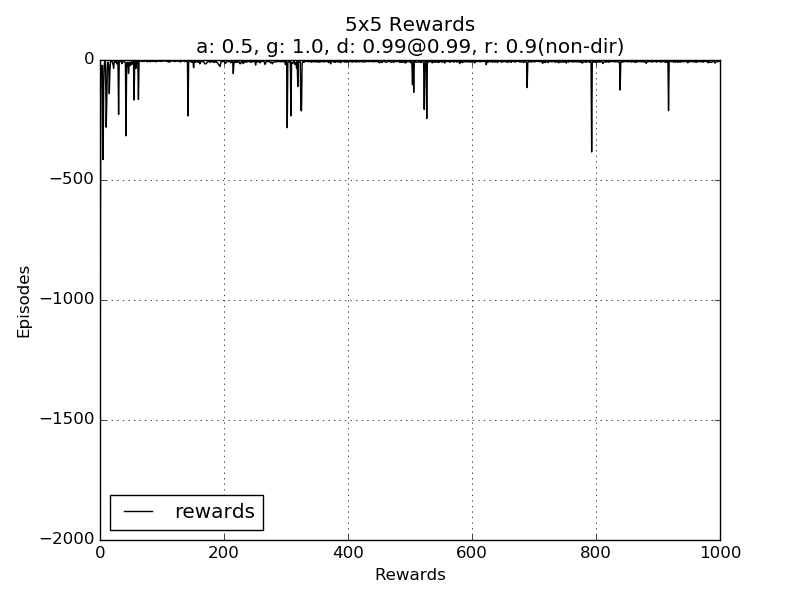 5x5 Rewards
a: 0.5, g: 1.0, d: 0.99@0.99, r: 0.9(non-dir)
0
−500
−1000
−1500
−2000
Episodes
rewards
0 200 400 600 800 1000
Rewards